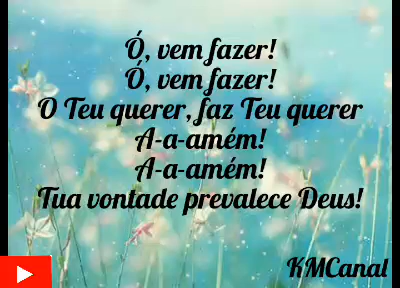 Ó, vem fazer!
Ó, vem fazer!
O Teu querer, faz Teu querer
A-a-amém!
A-a-amém!
Tua vontade prevalece Deus!
KMCanal